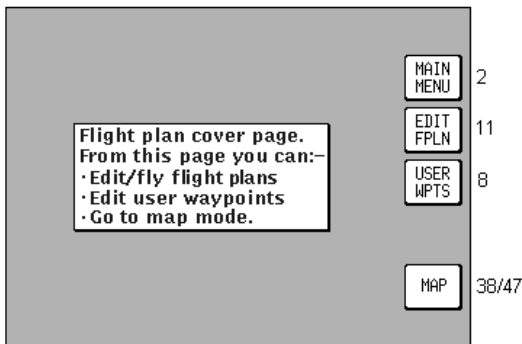 MAIN
MENU
2
EDIT
FPLN
11
Flight plan cover page.
From this page you can:-
·Edit/fly flight plans
·Edit user waypoints
·Go to map mode.
USER
WPTS
8
MAP
38/47